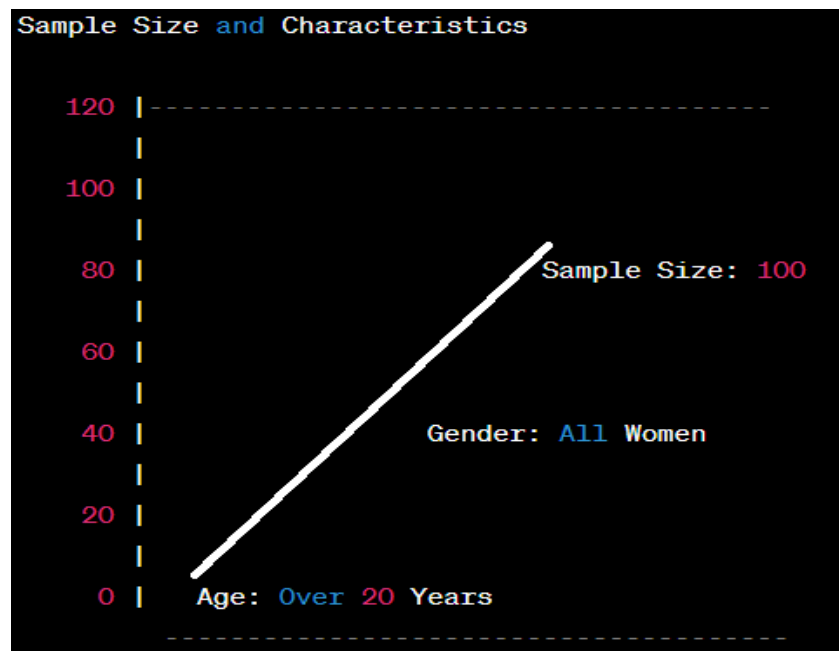 Sample Size and Characteristics
120 |--------------------------------------
|
100 |
|
80 | Sample Size: 100
|
60 |
|
40 | Gender: All Women
|
20 |
|
0 | Age: Over 20 Years
--------------------------------------